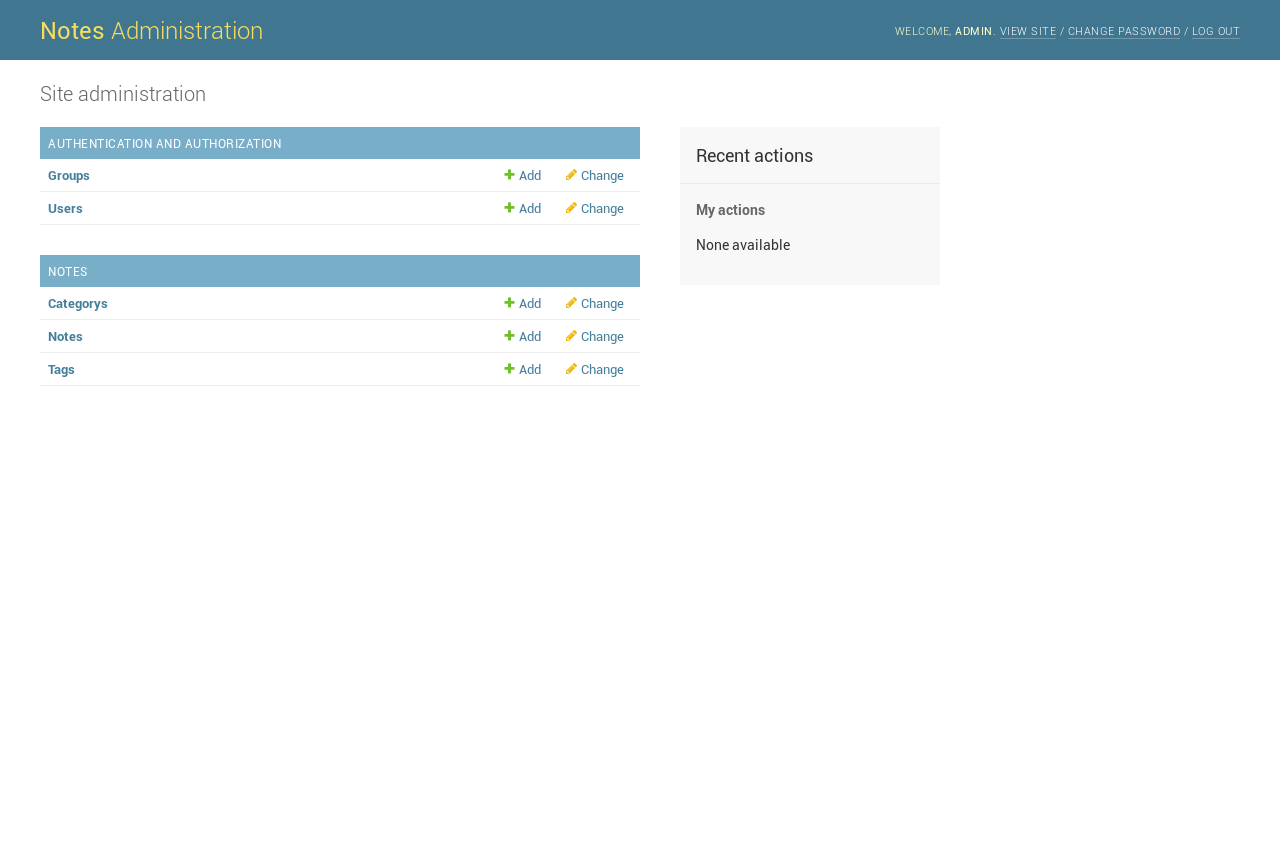 Notes Administration
WELCOME, ADMIN. VIEW SITE / CHANGE PASSWORD / LOG OUT
Site administration
AUTHENTICATION AND AUTHORIZATION
Groups Add Change
Users Add Change
NOTES
Categorys Add Change
Notes Add Change
Tags Add Change
Recent actions
My actions
None available